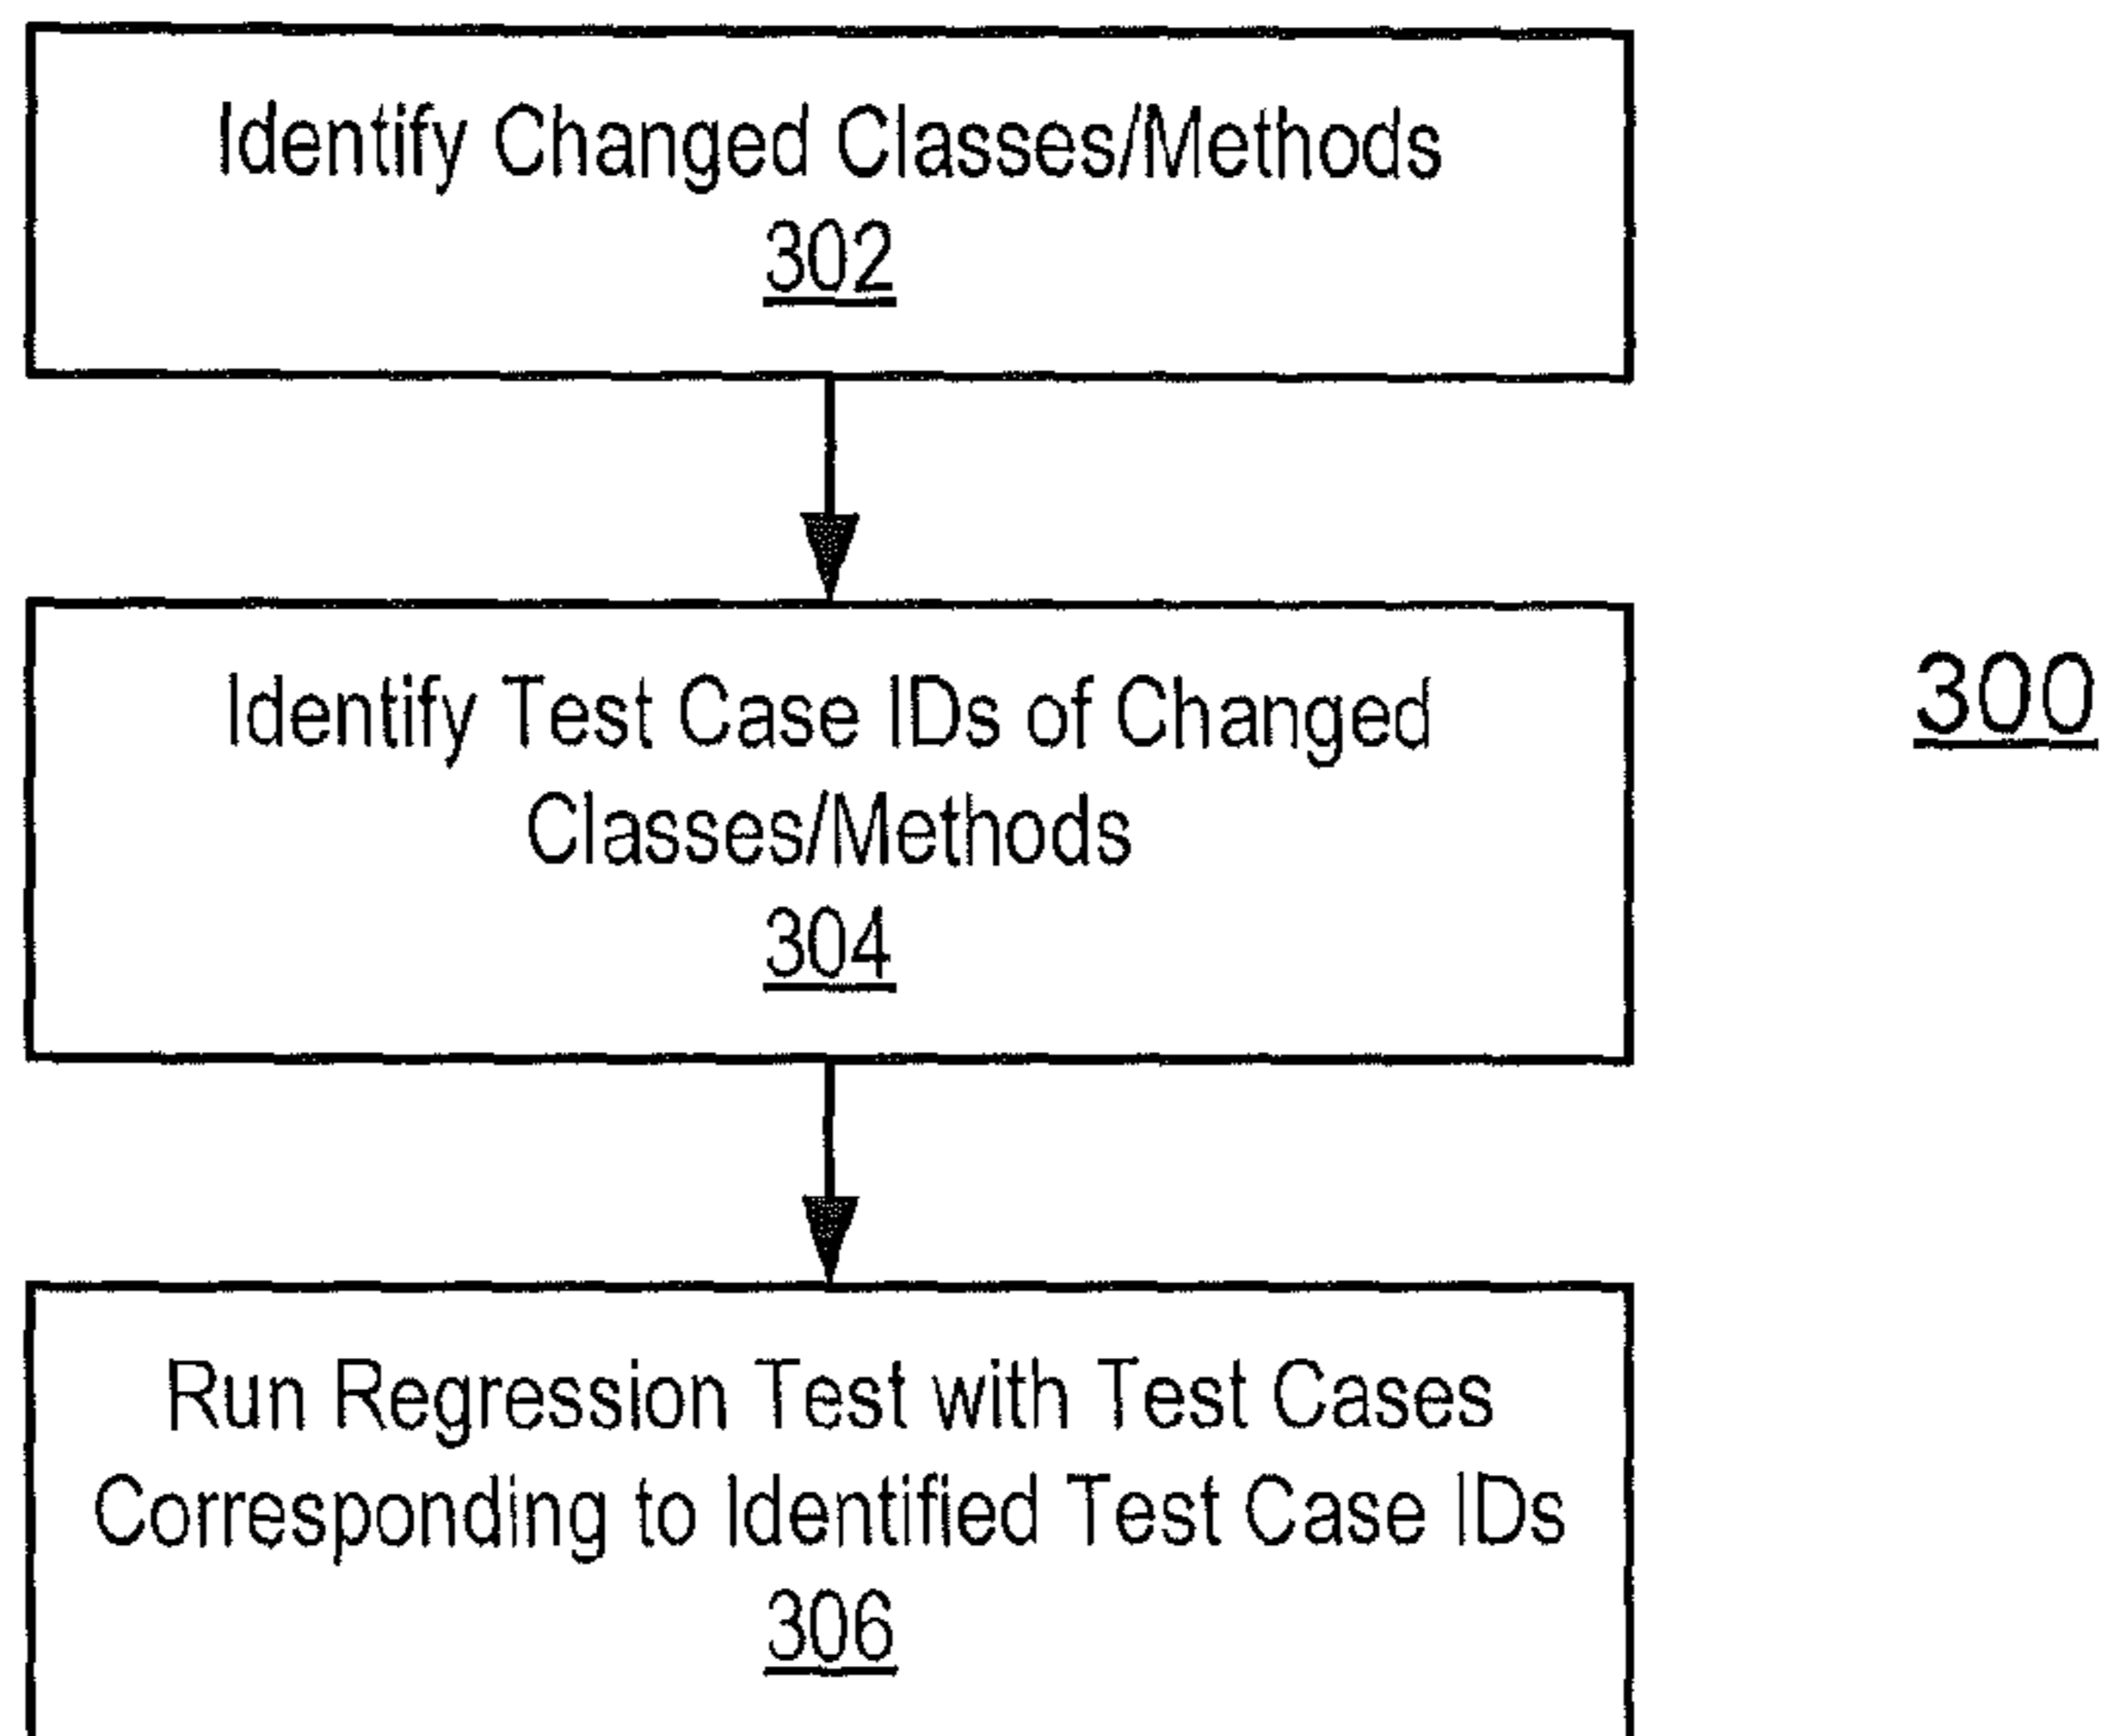 Identify Changed Classes/Methods
302
Identify Test Case IDs of Changed
Classes/Methods
304
300
Run Regression Test with Test Cases
Corresponding to Identified Test Case IDs
306